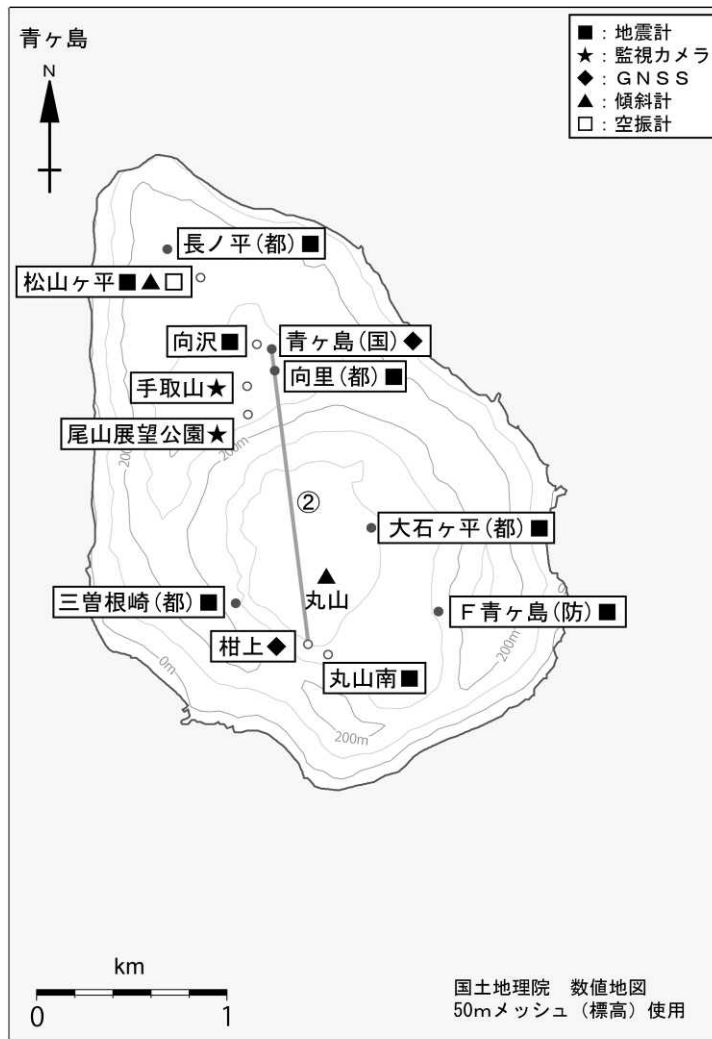 青ヶ島
N
■：地震計
★：監視カメラ
◆：ＧＮＳＳ
▲：傾斜計
□：空振計
長ノ平(都)■
松山ヶ平■▲□
向沢■
青ヶ島(国)◆
向里(都)■
手取山★
尾山展望公園★
200m
200m
②
大石ヶ平(都)■
丸山
三曽根崎(都)■
Ｆ青ヶ島(防)■
0m
柑上◆
丸山南■
0m
200m
200m
km
0
1
国土地理院　数値地図
50mメッシュ（標高）使用